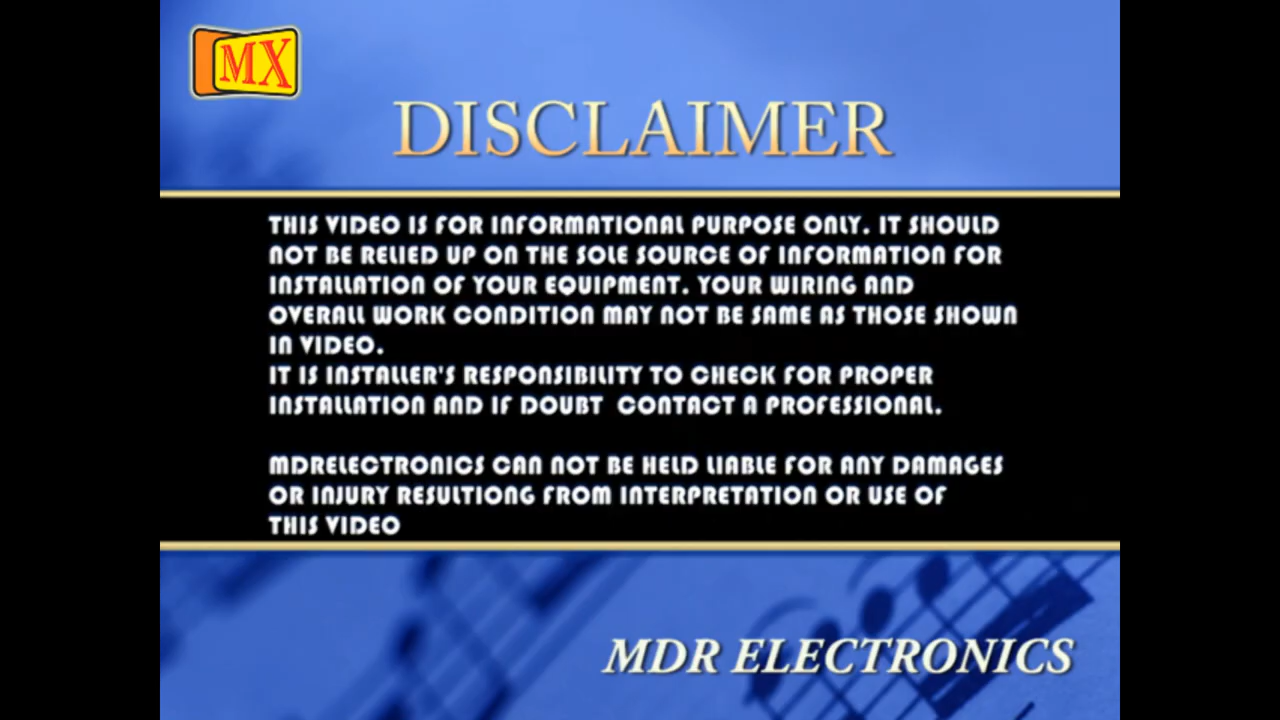 MX
DISCLAIMER
THIS VIDEO IS FOR INFORMATIONAL PURPOSE ONLY. IT SHOULD
NOT BE RELIED UP ON THE SOLE SOURCE OF INFORMATION FOR
INSTALLATION OF YOUR EQUIPMENT. YOUR WIRING AND
OVERALL WORK CONDITION MAY NOT BE SAME AS THOSE SHOWN
IN VIDEO.
IT IS INSTALLER'S RESPONSIBILITY TO CHECK FOR PROPER
INSTALLATION AND IF DOUBT CONTACT A PROFESSIONAL.
MDRELECTRONICS CAN NOT BE HELD LIABLE FOR ANY DAMAGES
OR INJURY RESULTIONG FROM INTERPRETATION OR USE OF
THIS VIDEO
MDR ELECTRONICS